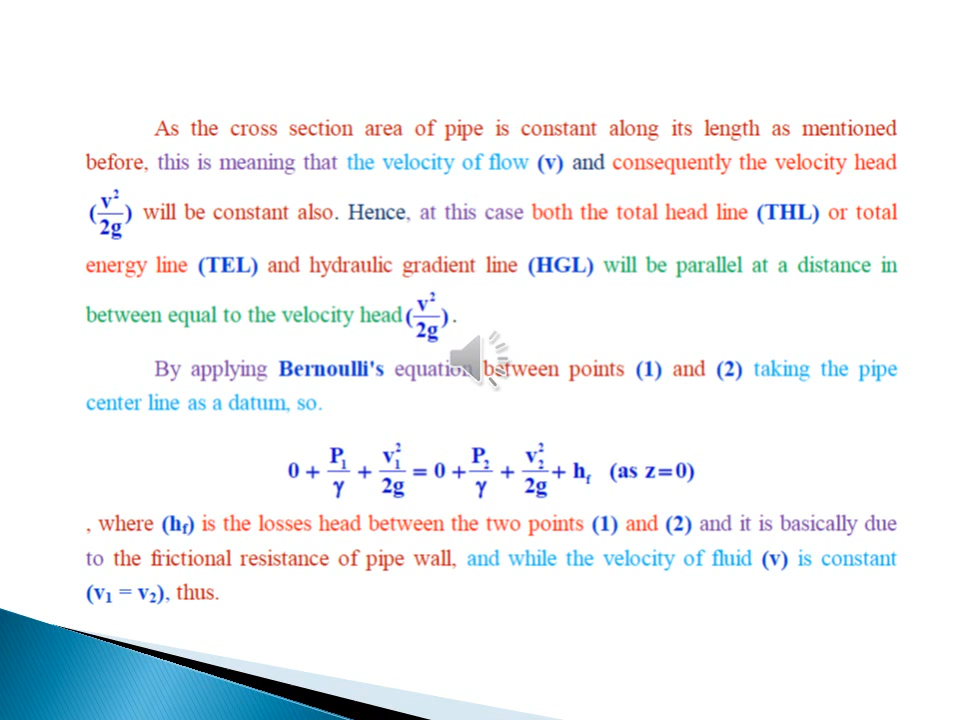 As the cross section area of pipe is constant along its length as mentioned
before, this is meaning that the velocity of flow (v) and consequently the velocity head
(v²/2g) will be constant also. Hence, at this case both the total head line (THL) or total
energy line (TEL) and hydraulic gradient line (HGL) will be parallel at a distance in
between equal to the velocity head (v²/2g).
By applying Bernoulli's equation between points (1) and (2) taking the pipe
center line as a datum, so.
0 + P₁/γ + v₁²/2g = 0 + P₂/γ + v₂²/2g + h_f (as z=0)
, where (h_f) is the losses head between the two points (1) and (2) and it is basically due
to the frictional resistance of pipe wall, and while the velocity of fluid (v) is constant
(v₁ = v₂), thus.